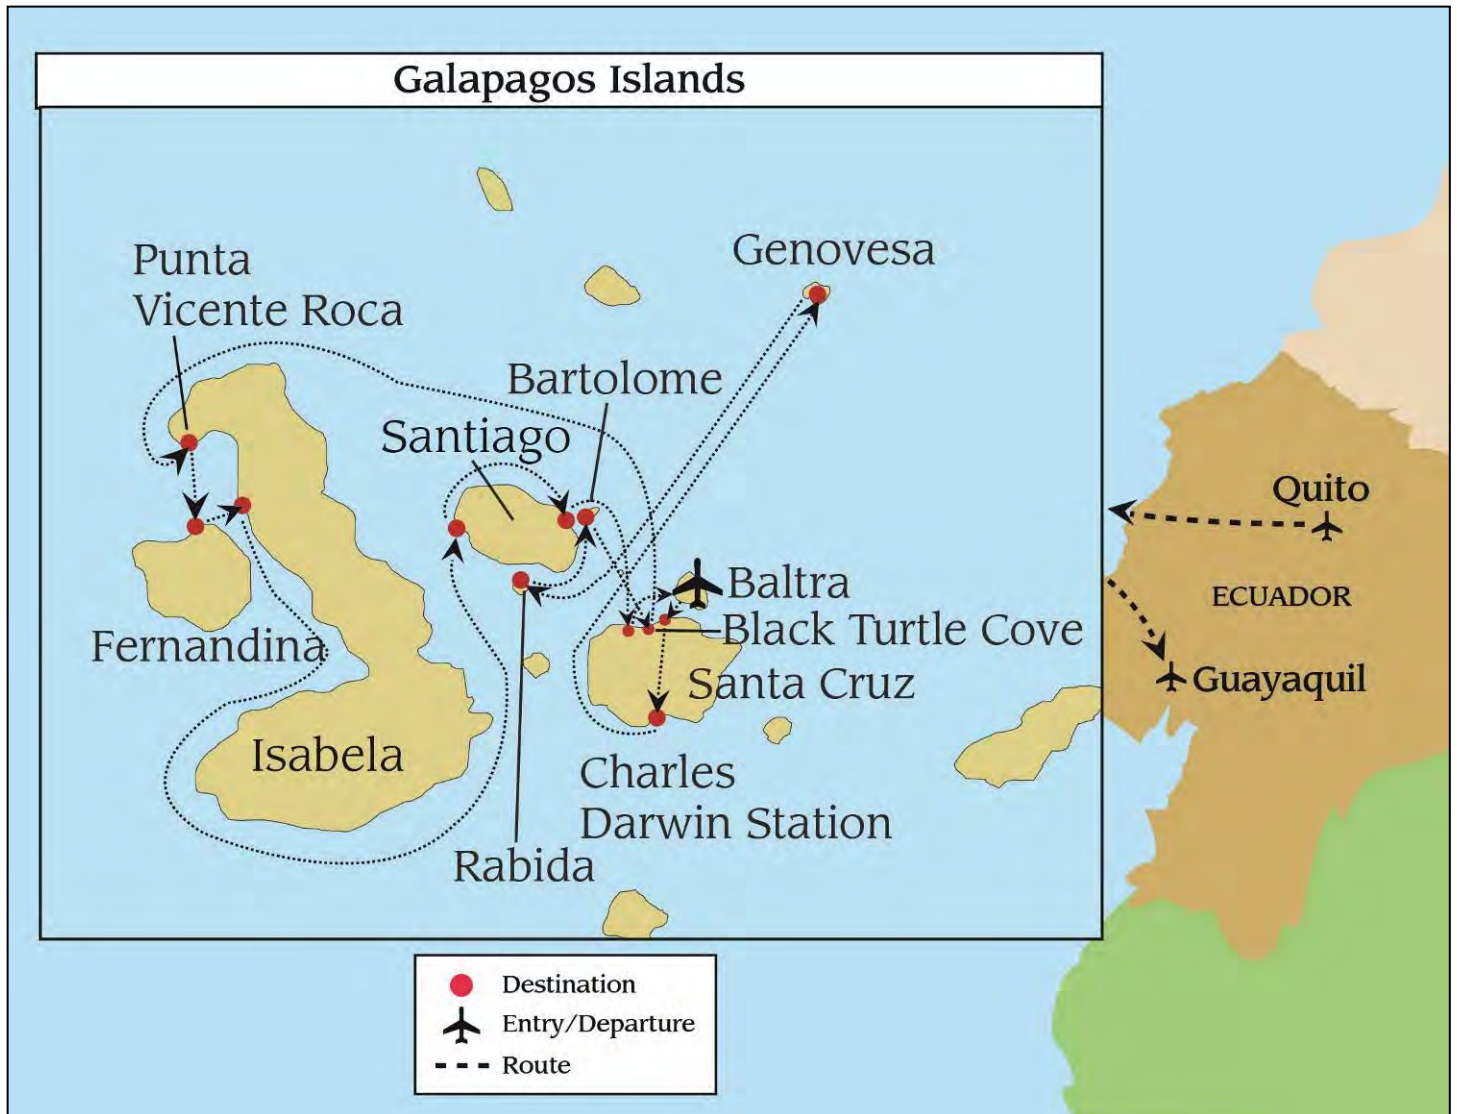 Galapagos Islands
Punta
Vicente Roca
Genovesa
Bartolome
Santiago
Quito
Baltra
ECUADOR
Black Turtle Cove
Fernandina
Santa Cruz
Guayaquil
Isabela
Charles
Darwin Station
Rabida
Destination
Entry/Departure
Route